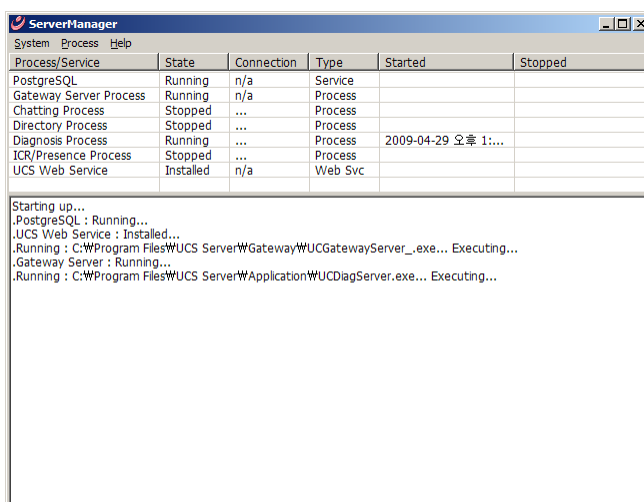 ServerManager
System Process Help
Process/Service State Connection Type Started Stopped
PostgreSQL Running n/a Service
Gateway Server Process Running n/a Process
Chatting Process Stopped ... Process
Directory Process Stopped ... Process
Diagnosis Process Running ... Process 2009-04-29 오후 1:...
ICR/Presence Process Stopped ... Process
UCS Web Service Installed n/a Web Svc
Starting up...
.PostgreSQL : Running...
.UCS Web Service : Installed...
.Running : C:₩Program Files₩UCS Server₩Gateway₩UCGatewayServer_.exe... Executing...
.Gateway Server : Running...
.Running : C:₩Program Files₩UCS Server₩Application₩UCDiagServer.exe... Executing...